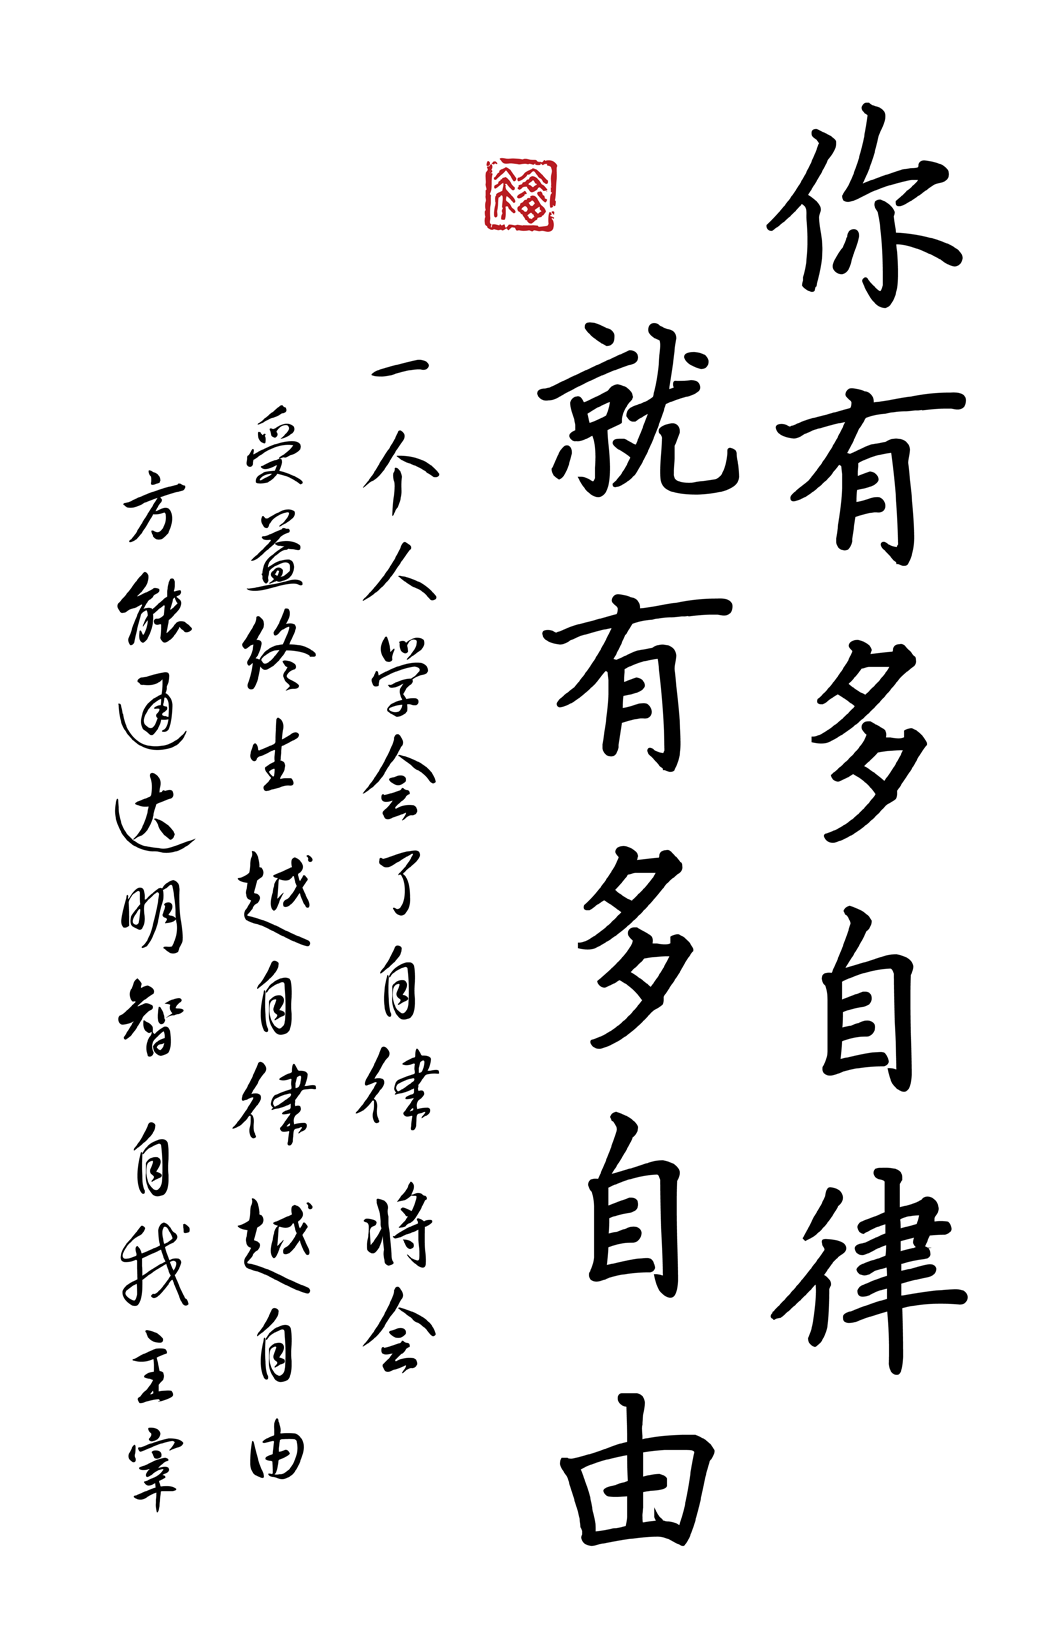 你有多自律
就有多自由
福
一个人学会了自律 将会
受益终生 越自律 越自由
方能通达明智 自我主宰